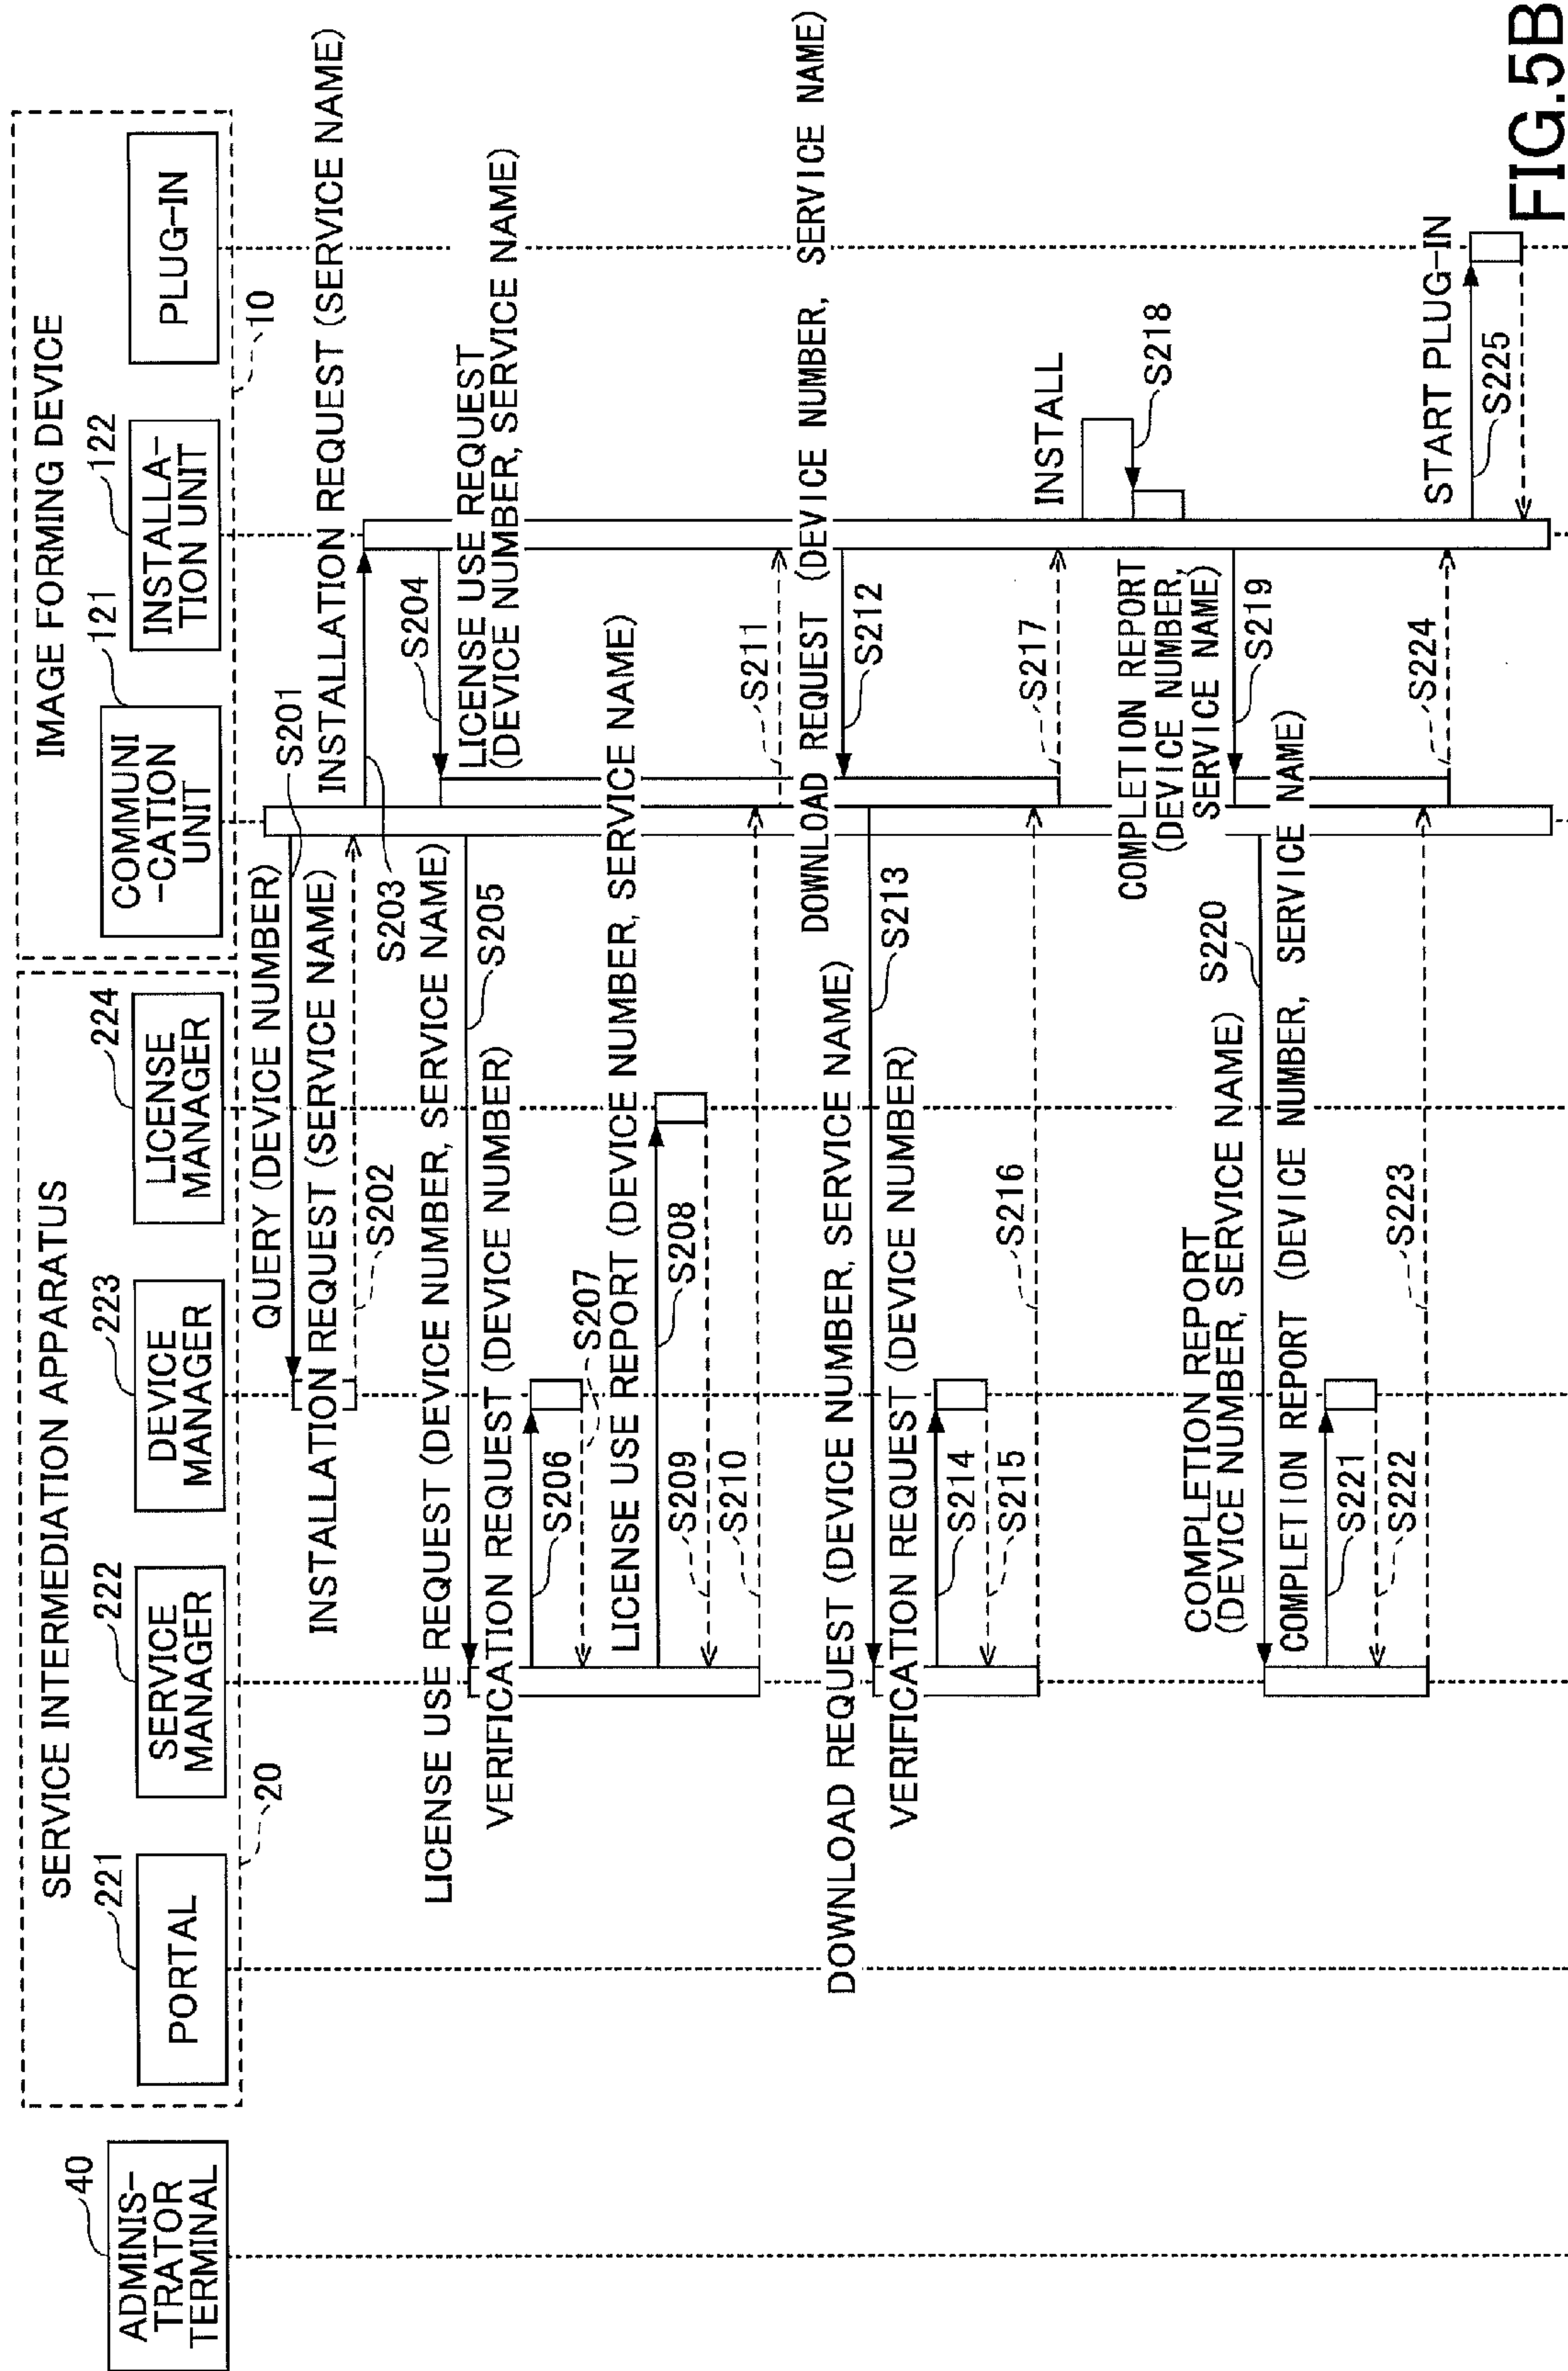 ADMINIS-
TRATOR
TERMINAL
40
SERVICE INTERMEDIATION APPARATUS
PORTAL
221
SERVICE
MANAGER
222
DEVICE
MANAGER
223
LICENSE
MANAGER
224
20
IMAGE FORMING DEVICE
COMMUNI
-CATION
UNIT
121
INSTALLA-
TION UNIT
122
PLUG-IN
10
QUERY (DEVICE NUMBER)
S201
INSTALLATION REQUEST (SERVICE NAME)
S202
INSTALLATION REQUEST (SERVICE NAME)
S203
S204
LICENSE USE REQUEST
(DEVICE NUMBER, SERVICE NAME)
LICENSE USE REQUEST (DEVICE NUMBER, SERVICE NAME)
S205
VERIFICATION REQUEST (DEVICE NUMBER)
S206
S207
LICENSE USE REPORT (DEVICE NUMBER, SERVICE NAME)
S208
S209
S210
S211
DOWNLOAD REQUEST (DEVICE NUMBER, SERVICE NAME)
S212
DOWNLOAD REQUEST (DEVICE NUMBER, SERVICE NAME)
S213
VERIFICATION REQUEST (DEVICE NUMBER)
S214
S215
S216
S217
INSTALL
S218
COMPLETION REPORT
(DEVICE NUMBER,
SERVICE NAME)
S219
COMPLETION REPORT
(DEVICE NUMBER, SERVICE NAME)
S220
COMPLETION REPORT (DEVICE NUMBER, SERVICE NAME)
S221
S222
S223
S224
START PLUG-IN
S225
FIG.5B